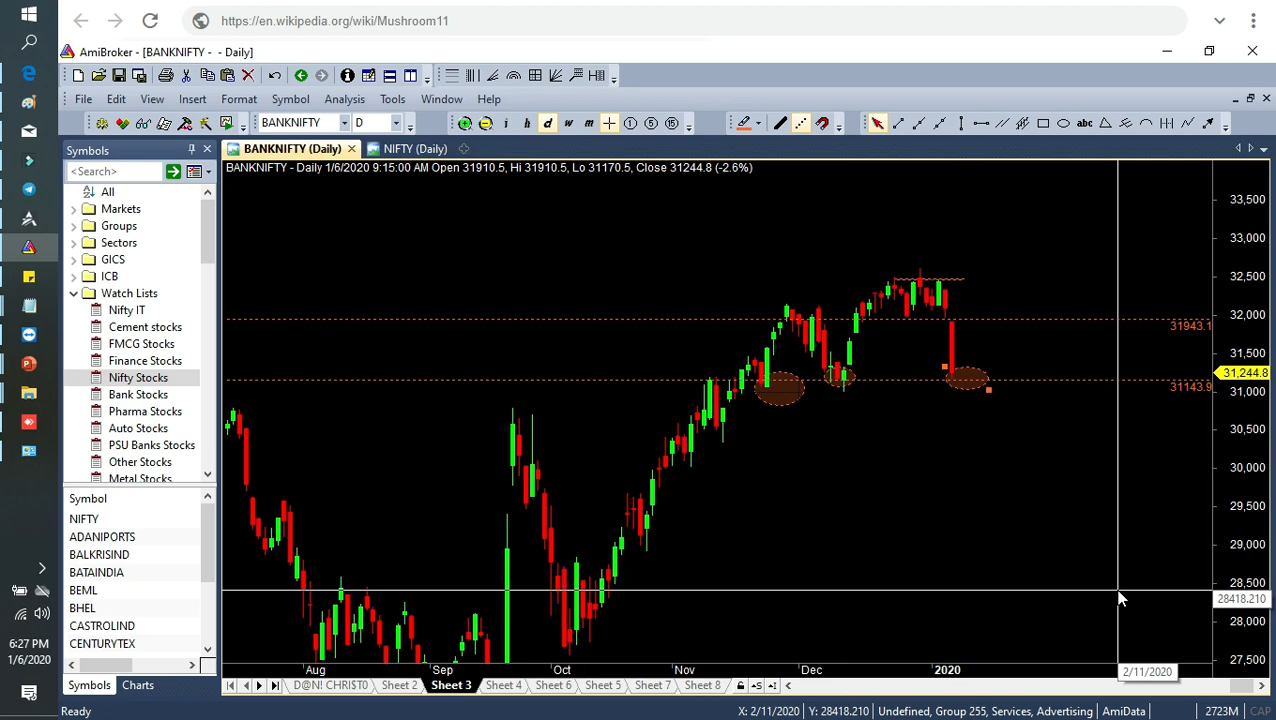 https://en.wikipedia.org/wiki/Mushroom11
AmiBroker - [BANKNIFTY - - Daily]
File Edit View Insert Format Symbol Analysis Tools Window Help
BANKNIFTY D i h d w m 1 5 15 abc
Symbols
BANKNIFTY (Daily) NIFTY (Daily)
<Search>
BANKNIFTY - Daily 1/6/2020 9:15:00 AM Open 31910.5, Hi 31910.5, Lo 31170.5, Close 31244.8 (-2.6%)
All
Markets
Groups
Sectors
GICS
ICB
Watch Lists
Nifty IT
Cement stocks
FMCG Stocks
Finance Stocks
Nifty Stocks
Bank Stocks
Pharma Stocks
Auto Stocks
PSU Banks Stocks
Other Stocks
Metal Stocks
Symbol
NIFTY
ADANIPORTS
BALKRISIND
BATAINDIA
BEML
BHEL
CASTROLIND
CENTURYTEX
Symbols Charts
33,500
33,000
32,500
32,000
31943.1
31,500
31,244.8
31,000
31143.9
30,500
30,000
29,500
29,000
28,500
28418.210
28,000
27,500
Aug Sep Oct Nov Dec 2020
2/11/2020
D@N! CHRI$T0 Sheet 2 Sheet 3 Sheet 4 Sheet 6 Sheet 5 Sheet 7 Sheet 8
Ready X: 2/11/2020 Y: 28418.210 Undefined, Group 255, Services, Advertising AmiData 2723M CAP
6:27 PM
1/6/2020